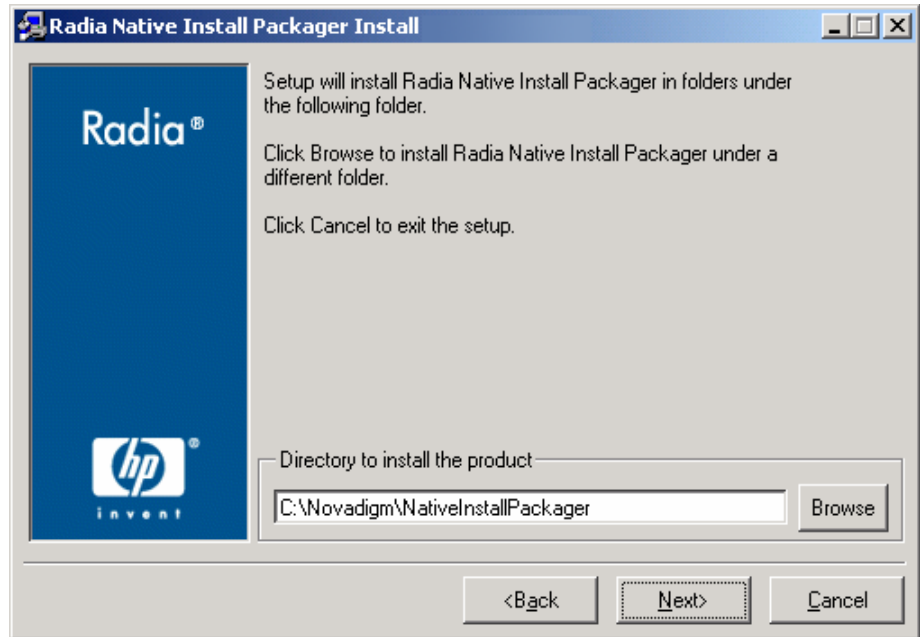 Radia Native Install Packager Install
Radia®
Setup will install Radia Native Install Packager in folders under
the following folder.
Click Browse to install Radia Native Install Packager under a
different folder.
Click Cancel to exit the setup.
hp®
invent
Directory to install the product
C:\Novadigm\NativeInstallPackager
Browse
<Back
Next>
Cancel